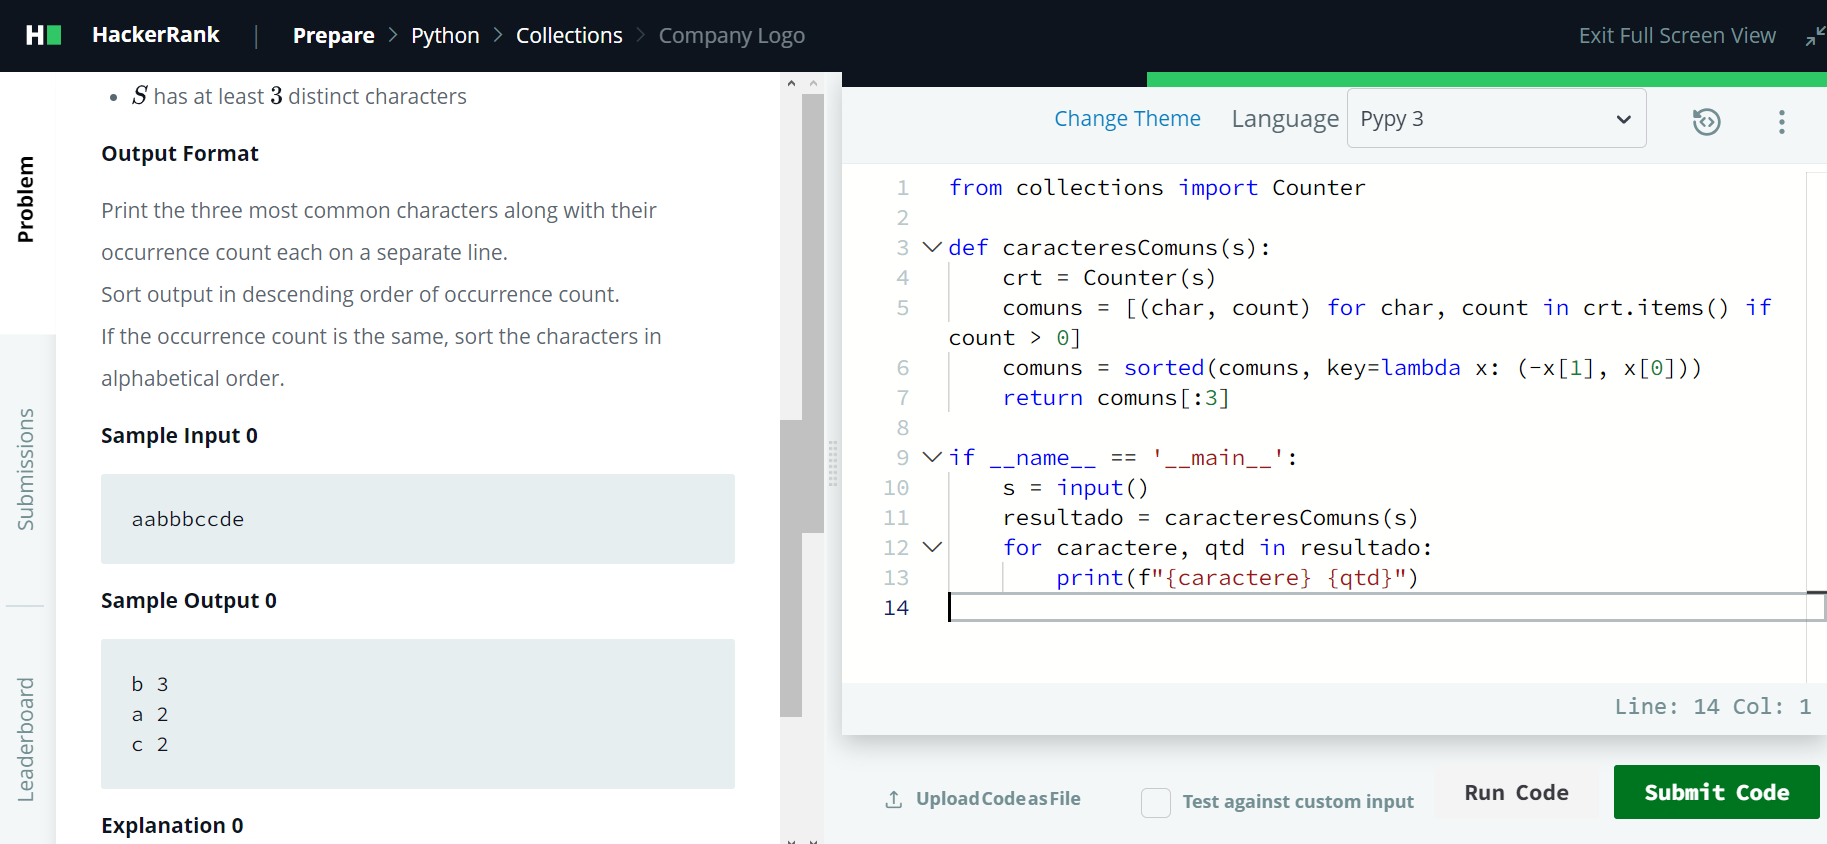 H HackerRank | Prepare > Python > Collections > Company Logo Exit Full Screen View
Problem
Submissions
Leaderboard
• S has at least 3 distinct characters
Output Format
Print the three most common characters along with their
occurrence count each on a separate line.
Sort output in descending order of occurrence count.
If the occurrence count is the same, sort the characters in
alphabetical order.
Sample Input 0
aabbbccde
Sample Output 0
b 3
a 2
c 2
Explanation 0
Change Theme Language Pypy 3
1 from collections import Counter
2
3 def caracteresComuns(s):
4     crt = Counter(s)
5     comuns = [(char, count) for char, count in crt.items() if
count > 0]
6     comuns = sorted(comuns, key=lambda x: (-x[1], x[0]))
7     return comuns[:3]
8
9 if __name__ == '__main__':
10     s = input()
11     resultado = caracteresComuns(s)
12     for caractere, qtd in resultado:
13         print(f"{caractere} {qtd}")
14
Line: 14 Col: 1
Upload Code as File Test against custom input Run Code Submit Code